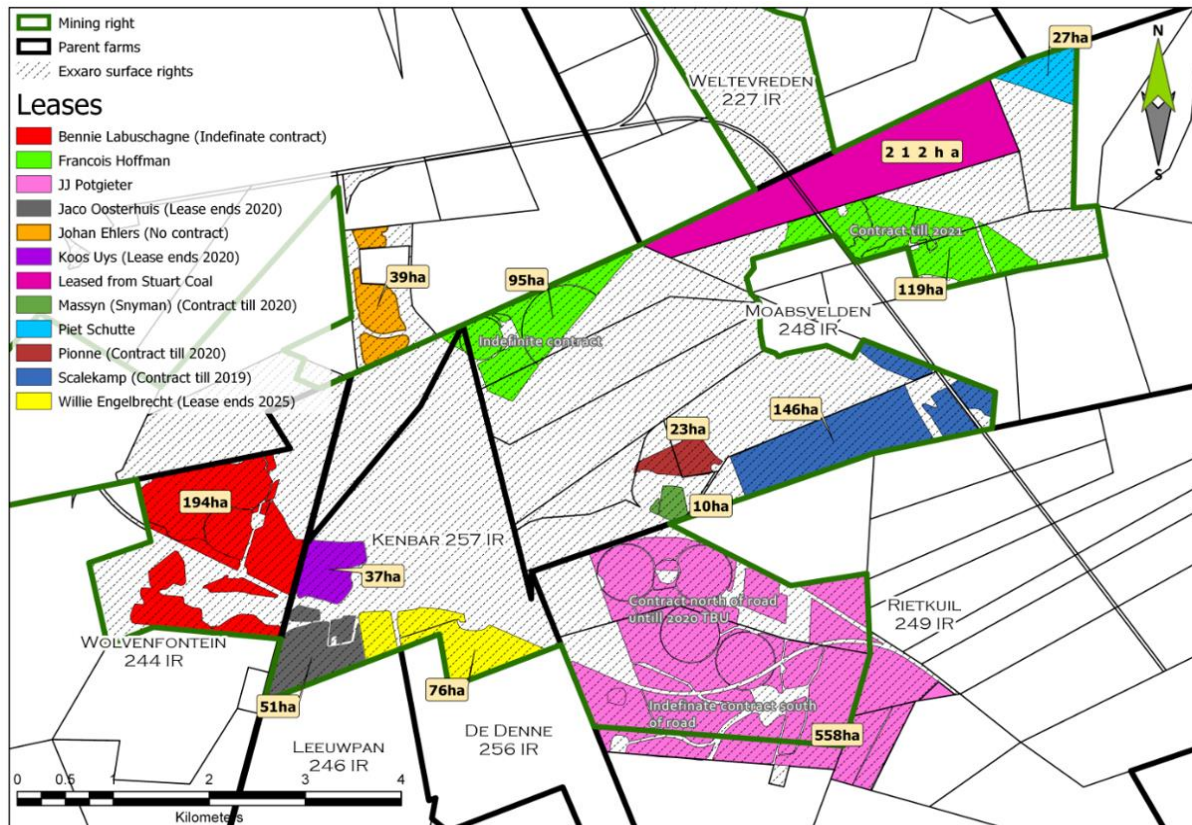 Mining right
Parent farms
Exxaro surface rights
Leases
Bennie Labuschagne (Indefinate contract)
Francois Hoffman
JJ Potgieter
Jaco Oosterhuis (Lease ends 2020)
Johan Ehlers (No contract)
Koos Uys (Lease ends 2020)
Leased from Stuart Coal
Massyn (Snyman) (Contract till 2020)
Piet Schutte
Pionne (Contract till 2020)
Scalekamp (Contract till 2019)
Willie Engelbrecht (Lease ends 2025)
27ha
N
S
WELTEVREDEN
227 IR
212ha
Contract till 2021
119ha
39ha
95ha
Indefinite contract
MOABSVELDEN
248 IR
146ha
23ha
10ha
194ha
KENBAR 257 IR
37ha
WOLVENFONTEIN
244 IR
51ha
76ha
Contract north of road
untill 2020 TBU
RIETKUIL
249 IR
Indefinate contract south
of road
558ha
LEEUWPAN
246 IR
DE DENNE
256 IR
0 0.5 1 2 3 4
Kilometers